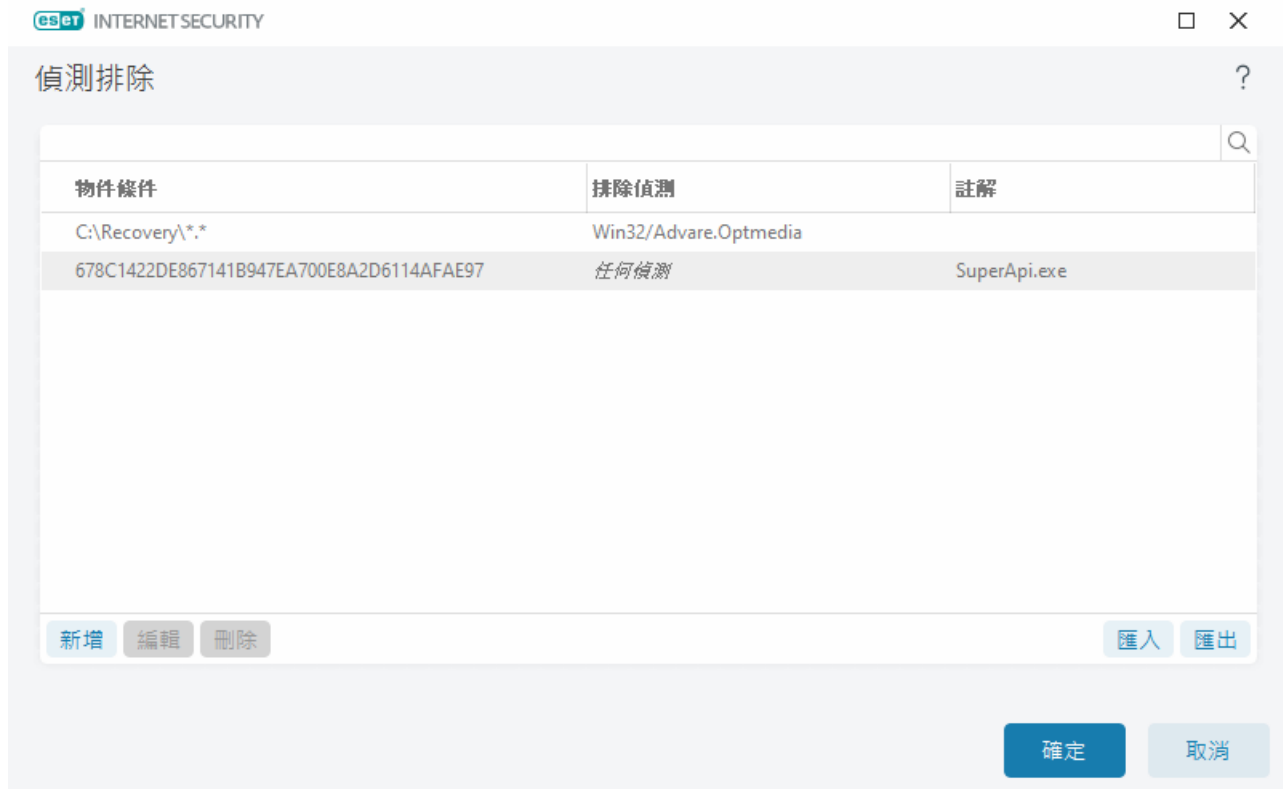 eset INTERNET SECURITY
偵測排除
?
物件條件 排除偵測 註解
C:\Recovery\*.* Win32/Advare.Optmedia
678C1422DE867141B947EA700E8A2D6114AFAE97 任何偵測 SuperApi.exe
新增 編輯 刪除 匯入 匯出
確定 取消